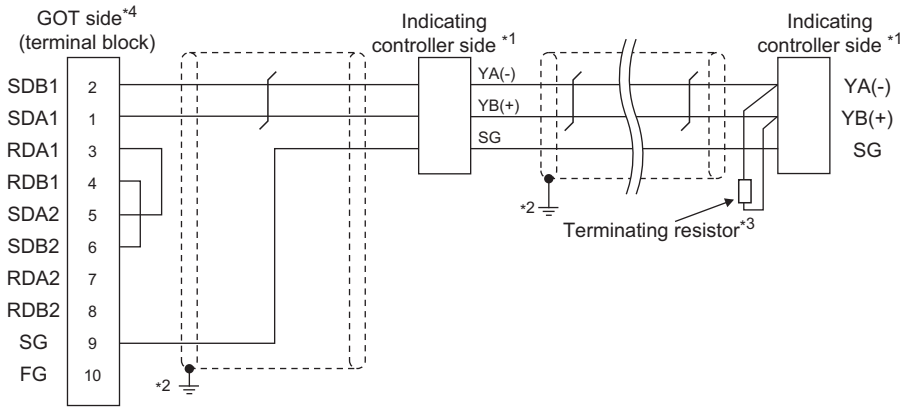 GOT side*4
(terminal block)
Indicating
controller side *1
Indicating
controller side *1
SDB1 2 YA(-) YA(-)
SDA1 1 YB(+) YB(+)
RDA1 3 SG SG
RDB1 4
SDA2 5 *2
SDB2 6 Terminating resistor*3
RDA2 7
RDB2 8
SG 9
FG 10 *2